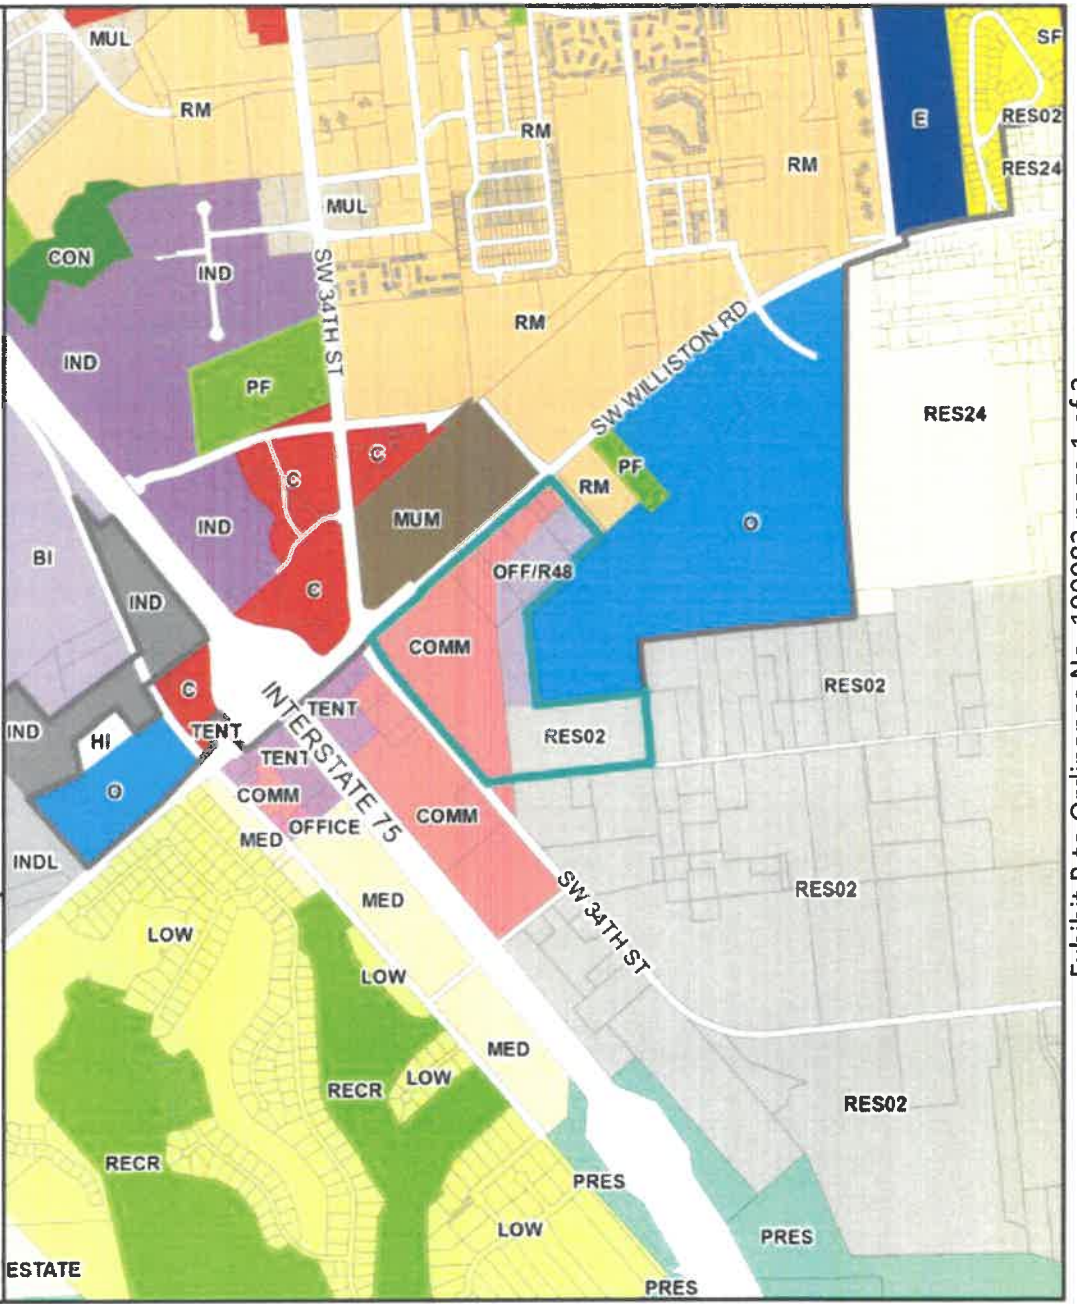 MUL
SF
RM
E
RES02
RM
RM
RES24
MUL
CON
IND
SW 34TH ST
RM
SW WILLISTON RD
IND
PF
RES24
C
C
PF
RM
MUM
IND
O
BI
OFF/R48
C
IND
COMM
RES02
C
TENT
INTERSTATE 75
IND
HI
TENT
RES02
TENT
O
COMM
COMM
OFFICE
MED
INDL
SW 34TH ST
RES02
MED
LOW
LOW
MED
LOW
RECR
RES02
RECR
PRES
LOW
PRES
ESTATE
PRES